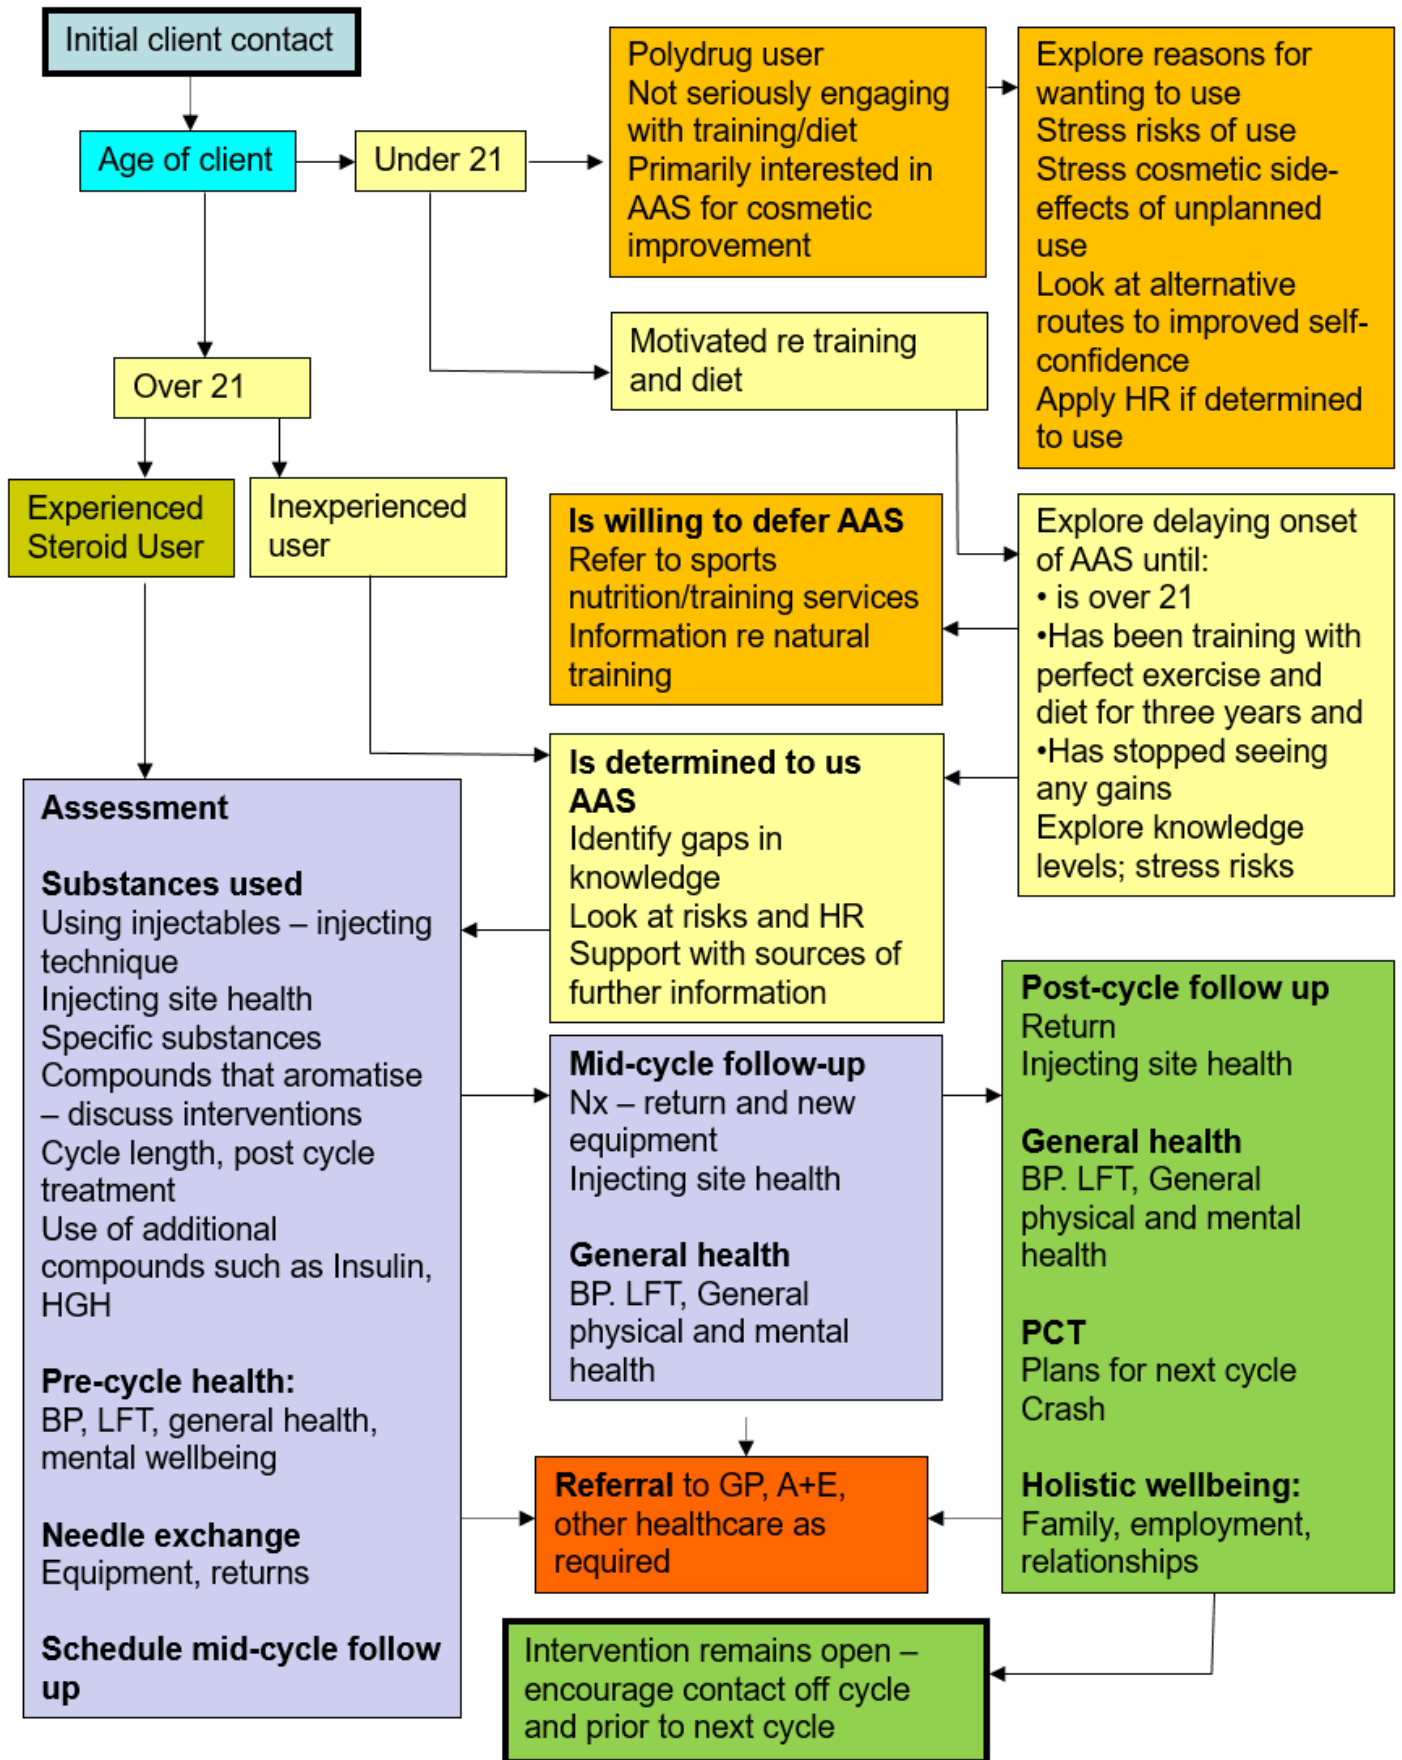 Initial client contact
Age of client
Under 21
Polydrug user
Not seriously engaging
with training/diet
Primarily interested in
AAS for cosmetic
improvement
Explore reasons for
wanting to use
Stress risks of use
Stress cosmetic side-
effects of unplanned
use
Look at alternative
routes to improved self-
confidence
Apply HR if determined
to use
Motivated re training
and diet
Over 21
Experienced
Steroid User
Inexperienced
user
Is willing to defer AAS
Refer to sports
nutrition/training services
Information re natural
training
Explore delaying onset
of AAS until:
• is over 21
•Has been training with
perfect exercise and
diet for three years and
•Has stopped seeing
any gains
Explore knowledge
levels; stress risks
Is determined to us
AAS
Identify gaps in
knowledge
Look at risks and HR
Support with sources of
further information
Assessment
Substances used
Using injectables – injecting
technique
Injecting site health
Specific substances
Compounds that aromatise
– discuss interventions
Cycle length, post cycle
treatment
Use of additional
compounds such as Insulin,
HGH
Pre-cycle health:
BP, LFT, general health,
mental wellbeing
Needle exchange
Equipment, returns
Schedule mid-cycle follow
up
Mid-cycle follow-up
Nx – return and new
equipment
Injecting site health
General health
BP. LFT, General
physical and mental
health
Post-cycle follow up
Return
Injecting site health
General health
BP. LFT, General
physical and mental
health
PCT
Plans for next cycle
Crash
Holistic wellbeing:
Family, employment,
relationships
Referral to GP, A+E,
other healthcare as
required
Intervention remains open –
encourage contact off cycle
and prior to next cycle